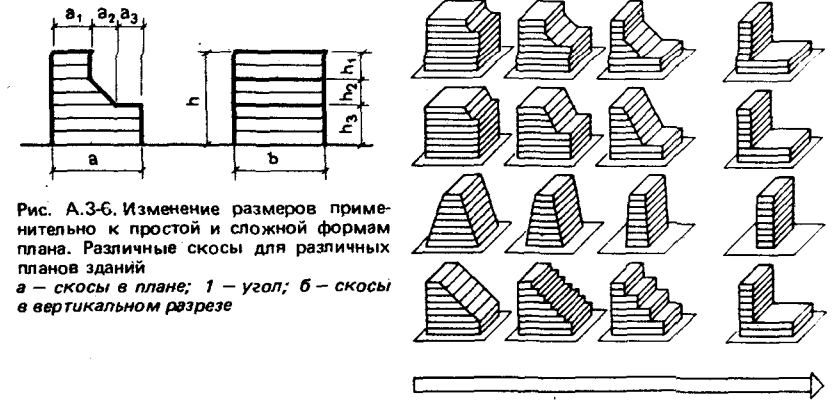 a₁ a₂ a₃
h h₁ h₂ h₃
a b
Рис. А.3-6. Изменение размеров приме-
нительно к простой и сложной формам
плана. Различные скосы для различных
планов зданий
а — скосы в плане; 1 — угол; б — скосы
в вертикальном разрезе